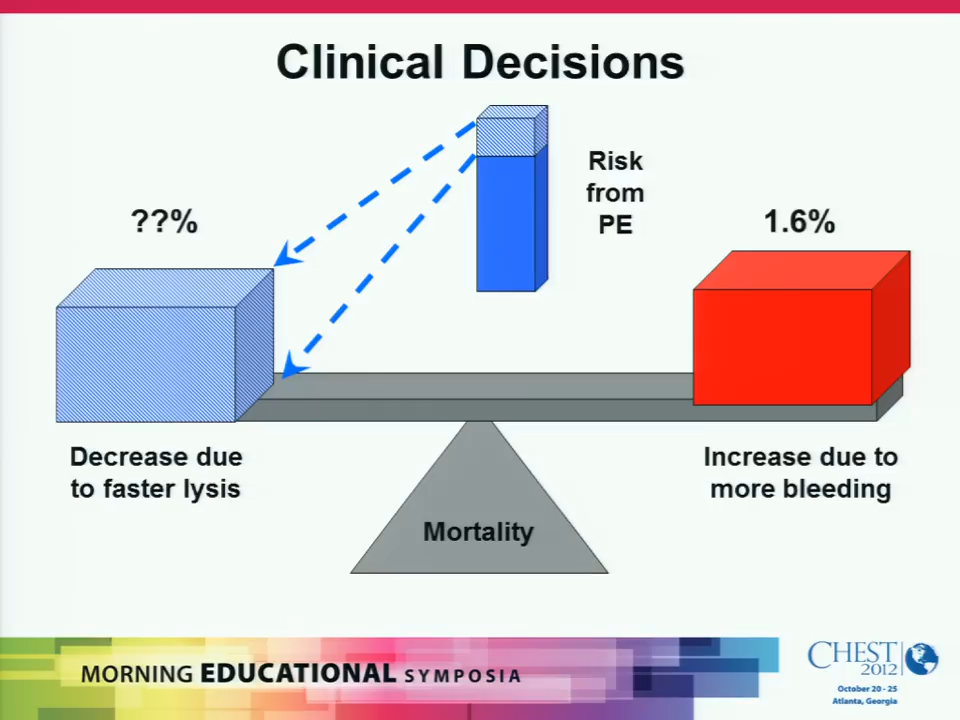 Clinical Decisions
Risk
from
PE
??%
1.6%
Decrease due
to faster lysis
Increase due to
more bleeding
Mortality
MORNING EDUCATIONAL SYMPOSIA
CHEST
2012
October 20 - 25
Atlanta, Georgia